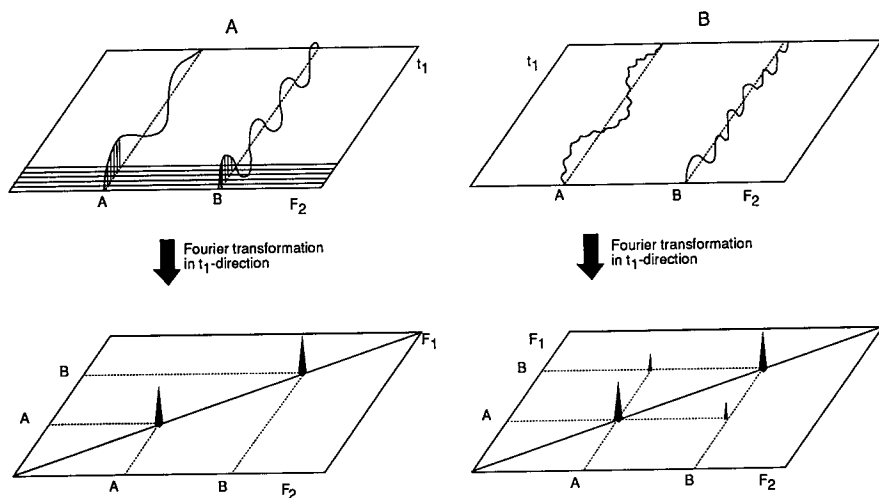 A
t1
A
B
F2
Fourier transformation
in t1-direction
F1
B
A
A
B
F2
B
t1
A
B
F2
Fourier transformation
in t1-direction
F1
B
A
A
B
F2